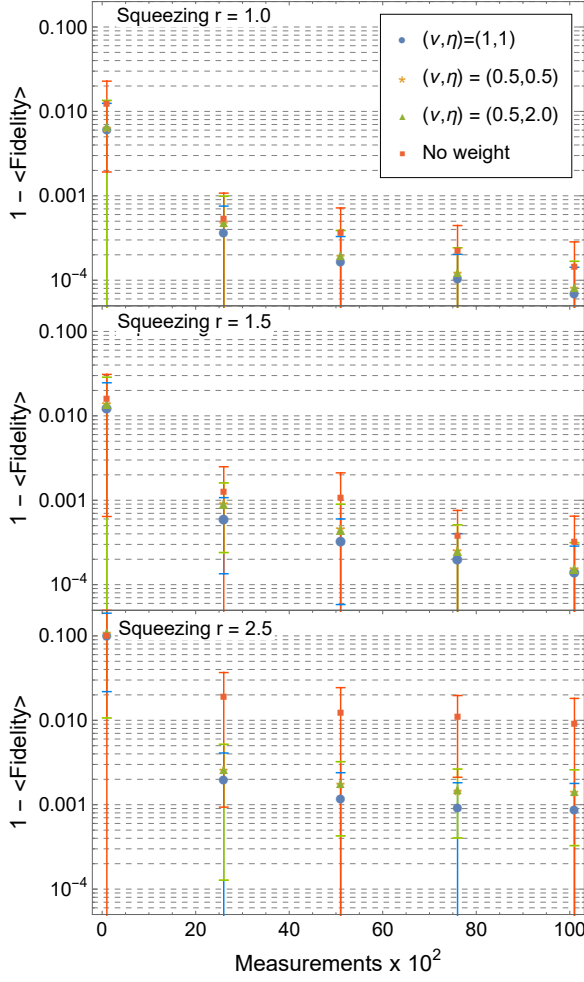 Squeezing r = 1.0
0.100
0.010
0.001
10⁻⁴
1 − <Fidelity>
(ν,η)=(1,1)
(ν,η) = (0.5,0.5)
(ν,η) = (0.5,2.0)
No weight
Squeezing r = 1.5
0.100
0.010
0.001
10⁻⁴
1 − <Fidelity>
Squeezing r = 2.5
0.100
0.010
0.001
10⁻⁴
1 − <Fidelity>
0 20 40 60 80 100
Measurements x 10²